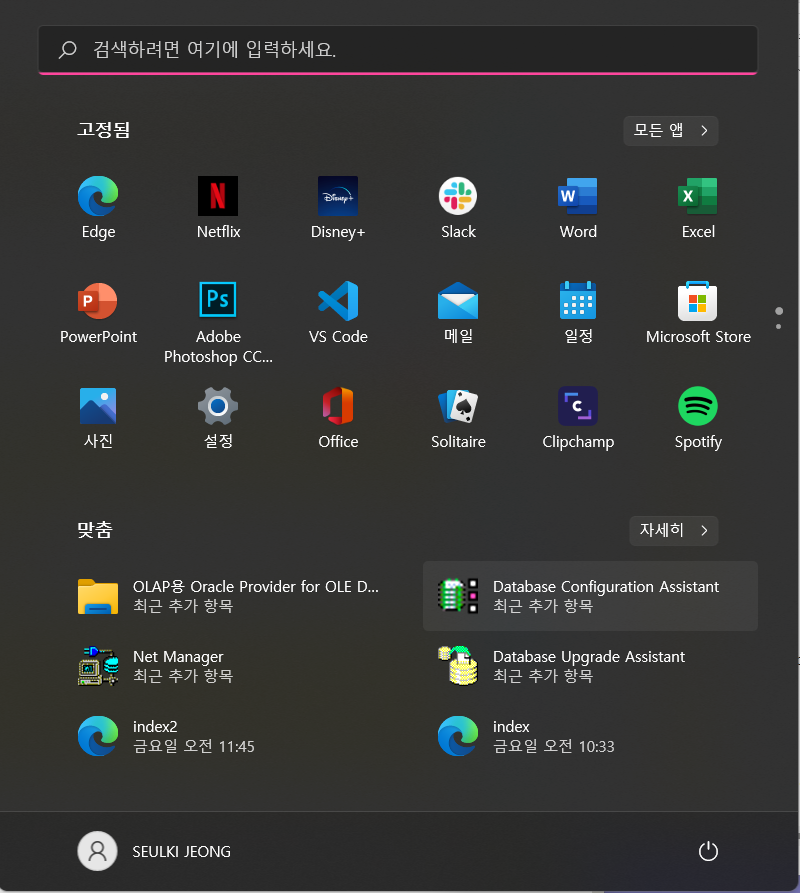 검색하려면 여기에 입력하세요.
고정됨
모든 앱
Edge
Netflix
Disney+
Slack
Word
Excel
PowerPoint
Adobe
Photoshop CC...
VS Code
메일
일정
Microsoft Store
사진
설정
Office
Solitaire
Clipchamp
Spotify
맞춤
자세히
OLAP용 Oracle Provider for OLE D...
최근 추가 항목
Database Configuration Assistant
최근 추가 항목
Net Manager
최근 추가 항목
Database Upgrade Assistant
최근 추가 항목
index2
금요일 오전 11:45
index
금요일 오전 10:33
SEULKI JEONG